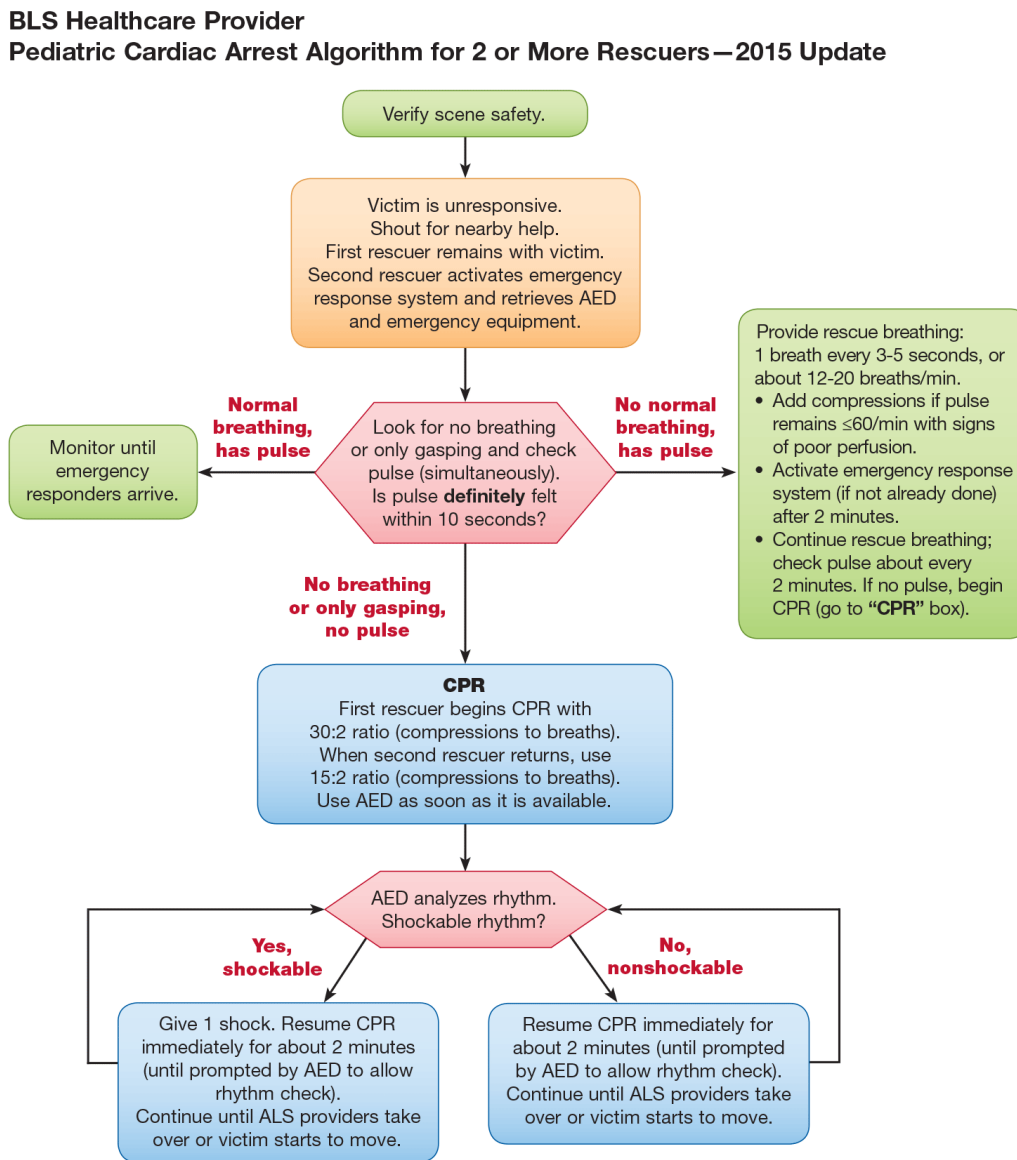 BLS Healthcare Provider
Pediatric Cardiac Arrest Algorithm for 2 or More Rescuers—2015 Update
Verify scene safety.
Victim is unresponsive.
Shout for nearby help.
First rescuer remains with victim.
Second rescuer activates emergency
response system and retrieves AED
and emergency equipment.
Normal
breathing,
has pulse
Monitor until
emergency
responders arrive.
Look for no breathing
or only gasping and check
pulse (simultaneously).
Is pulse definitely felt
within 10 seconds?
No normal
breathing,
has pulse
Provide rescue breathing:
1 breath every 3-5 seconds, or
about 12-20 breaths/min.
• Add compressions if pulse
remains ≤60/min with signs
of poor perfusion.
• Activate emergency response
system (if not already done)
after 2 minutes.
• Continue rescue breathing;
check pulse about every
2 minutes. If no pulse, begin
CPR (go to “CPR” box).
No breathing
or only gasping,
no pulse
CPR
First rescuer begins CPR with
30:2 ratio (compressions to breaths).
When second rescuer returns, use
15:2 ratio (compressions to breaths).
Use AED as soon as it is available.
AED analyzes rhythm.
Shockable rhythm?
Yes,
shockable
No,
nonshockable
Give 1 shock. Resume CPR
immediately for about 2 minutes
(until prompted by AED to allow
rhythm check).
Continue until ALS providers take
over or victim starts to move.
Resume CPR immediately for
about 2 minutes (until prompted
by AED to allow rhythm check).
Continue until ALS providers take
over or victim starts to move.